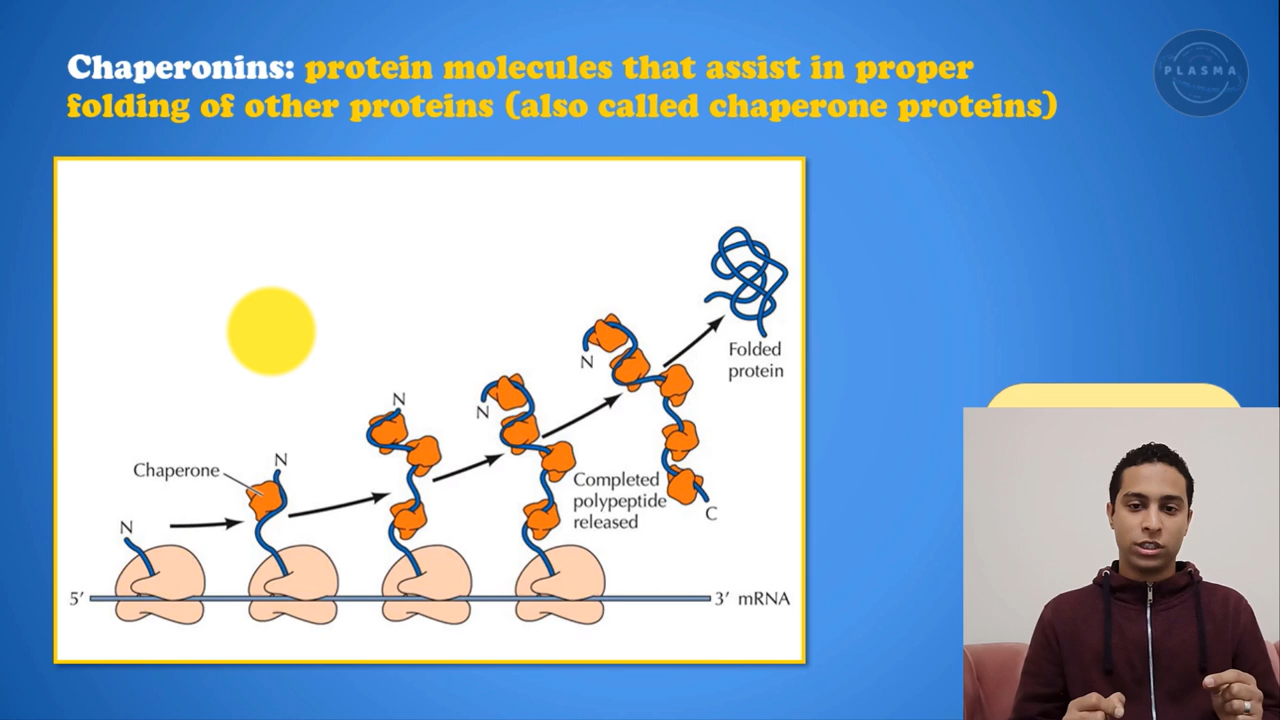 Chaperonins: protein molecules that assist in proper
folding of other proteins (also called chaperone proteins)
PLASMA
Folded
protein
N
N
N
Chaperone
N
Completed
polypeptide
released
C
N
5′
3′ mRNA